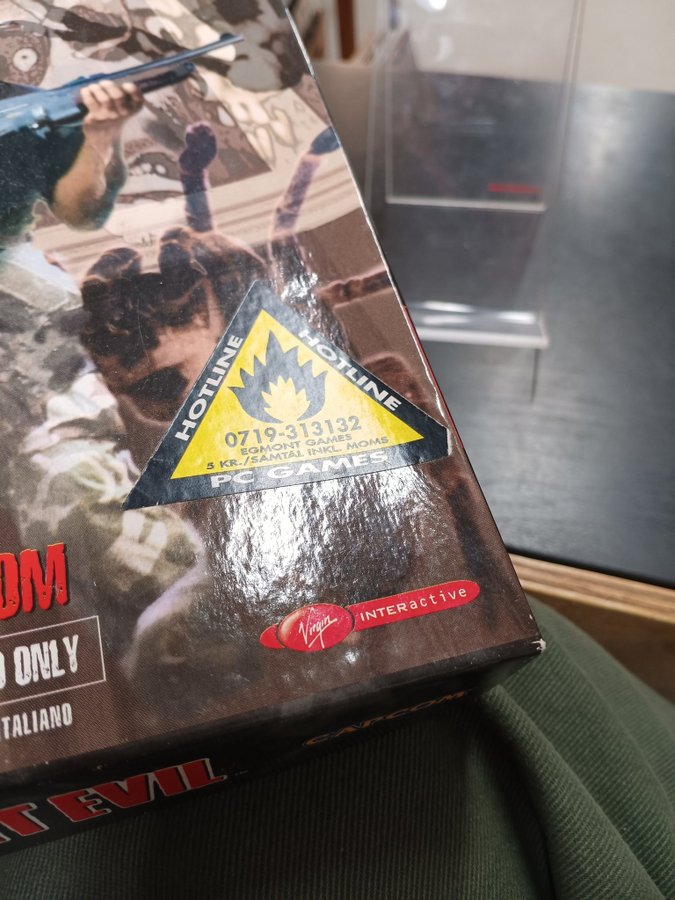 HOTLINE
HOTLINE
0719-313132
EGMONT GAMES
5 KR./SAMTAL INKL. MOMS
PC GAMES
OM
ONLY
ITALIANO
Virgin INTERactive
CAPCOM
T EVIL